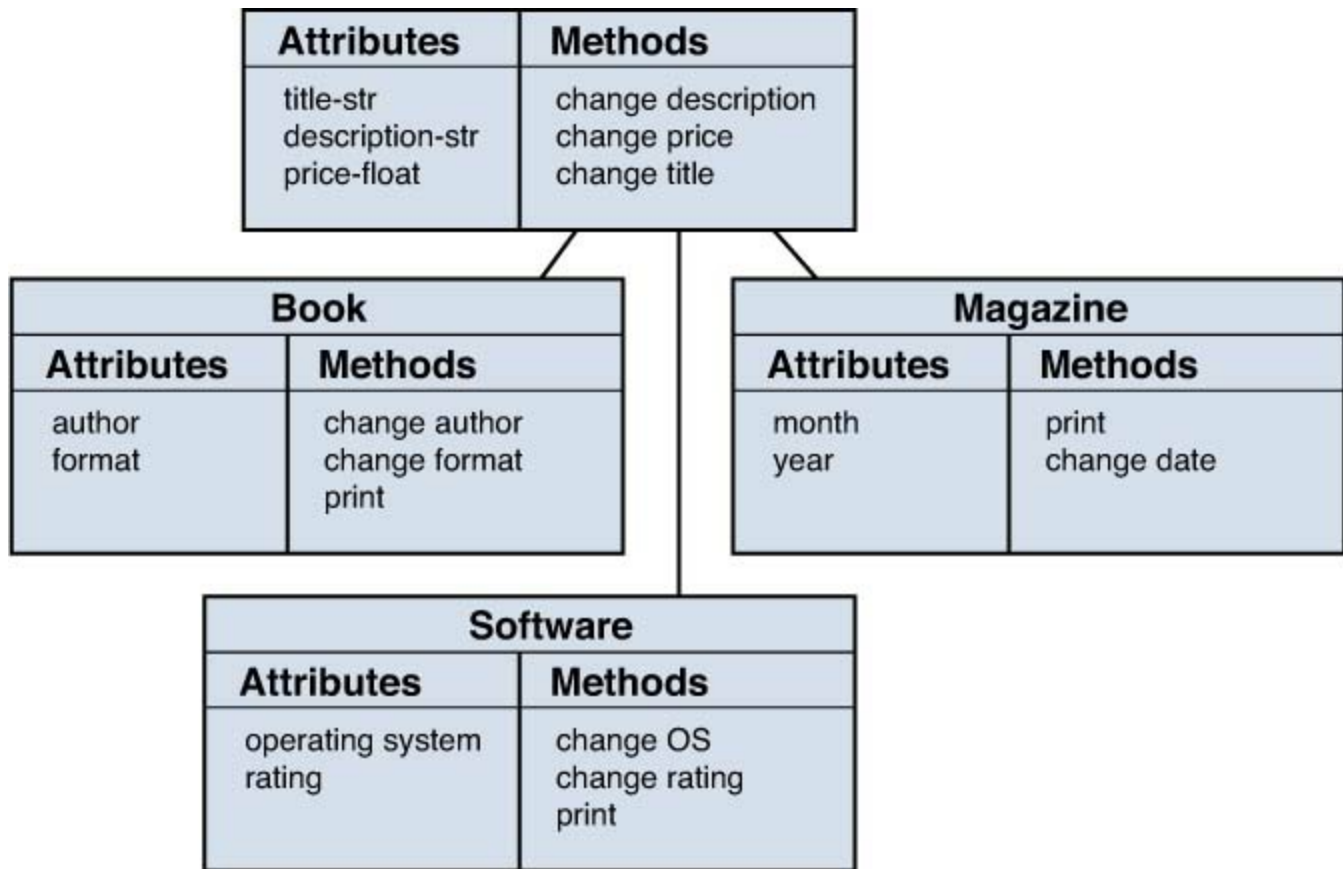 Attributes Methods
title-str change description
description-str change price
price-float change title
Book
Attributes Methods
author change author
format change format
print
Magazine
Attributes Methods
month print
year change date
Software
Attributes Methods
operating system change OS
rating change rating
print